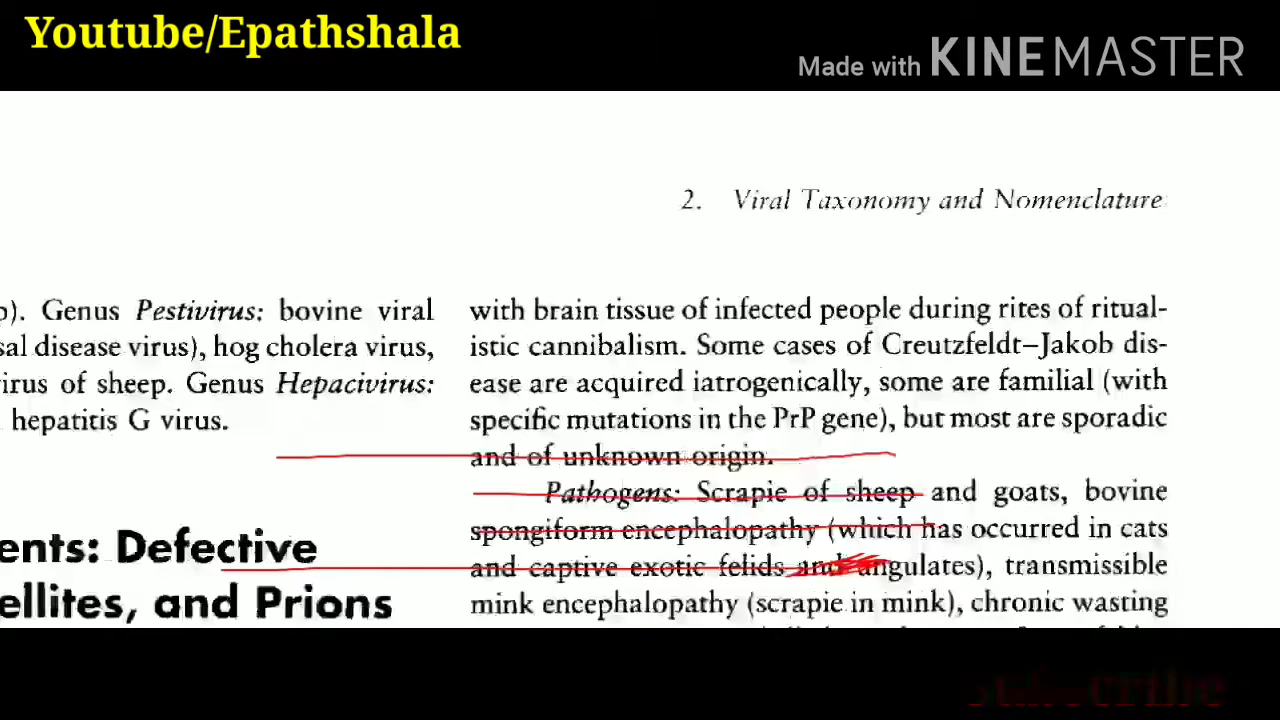 Youtube/Epathshala
Made with KINEMASTER
2. Viral Taxonomy and Nomenclature
p). Genus Pestivirus: bovine viral
sal disease virus), hog cholera virus,
irus of sheep. Genus Hepacivirus:
hepatitis G virus.
ents: Defective
ellites, and Prions
with brain tissue of infected people during rites of ritual-
istic cannibalism. Some cases of Creutzfeldt–Jakob dis-
ease are acquired iatrogenically, some are familial (with
specific mutations in the PrP gene), but most are sporadic
and of unknown origin.
Pathogens: Scrapie of sheep and goats, bovine
spongiform encephalopathy (which has occurred in cats
and captive exotic felids and angulates), transmissible
mink encephalopathy (scrapie in mink), chronic wasting